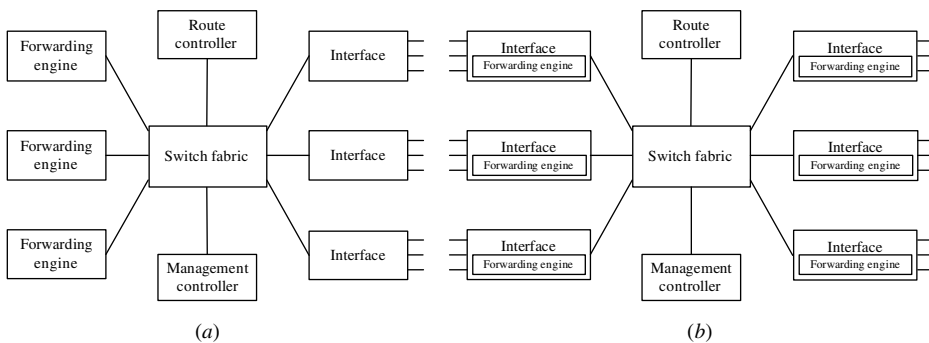 Forwarding
engine
Route
controller
Interface
Forwarding
engine
Switch fabric
Interface
Forwarding
engine
Management
controller
Interface
(a)
Interface
Forwarding engine
Route
controller
Interface
Forwarding engine
Interface
Forwarding engine
Switch fabric
Interface
Forwarding engine
Interface
Forwarding engine
Management
controller
Interface
Forwarding engine
(b)